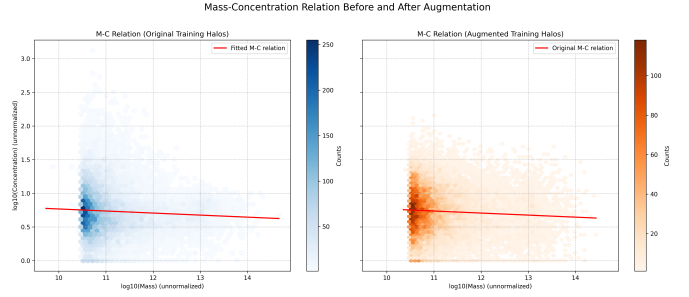 Mass-Concentration Relation Before and After Augmentation
M-C Relation (Original Training Halos)
Fitted M-C relation
log10(Concentration) (unnormalized)
3.0
2.5
2.0
1.5
1.0
0.5
0.0
10
11
12
13
14
log10(Mass) (unnormalized)
250
200
150
100
50
Counts
M-C Relation (Augmented Training Halos)
Original M-C relation
10
11
12
13
14
log10(Mass) (unnormalized)
100
80
60
40
20
Counts